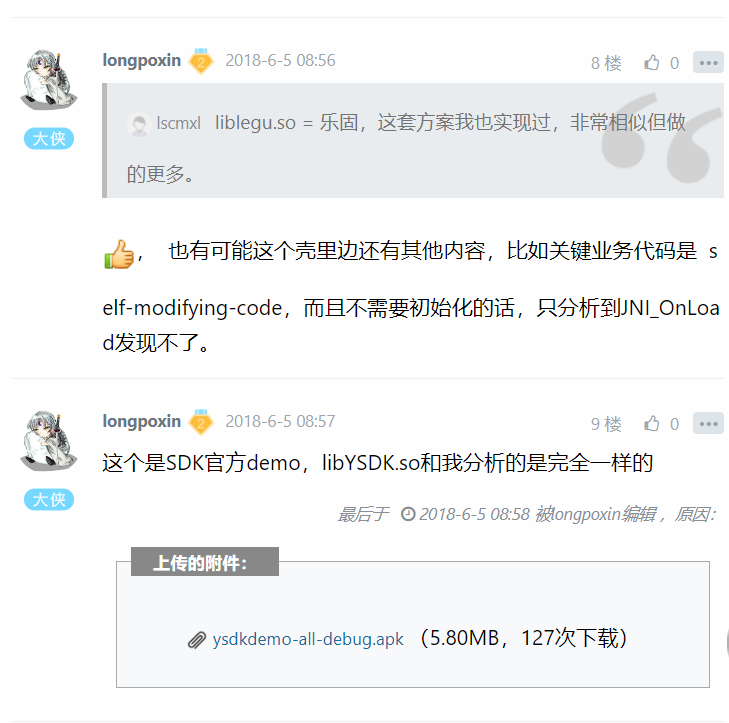 longpoxin 2 2018-6-5 08:56 8 楼 0
大侠
lscmxl liblegu.so = 乐固，这套方案我也实现过，非常相似但做
的更多。
， 也有可能这个壳里边还有其他内容，比如关键业务代码是 s
elf-modifying-code，而且不需要初始化的话，只分析到JNI_OnLoa
d发现不了。
longpoxin 2 2018-6-5 08:57 9 楼 0
大侠
这个是SDK官方demo，libYSDK.so和我分析的是完全一样的
最后于 2018-6-5 08:58 被longpoxin编辑 ，原因:
上传的附件：
ysdkdemo-all-debug.apk （5.80MB，127次下载）